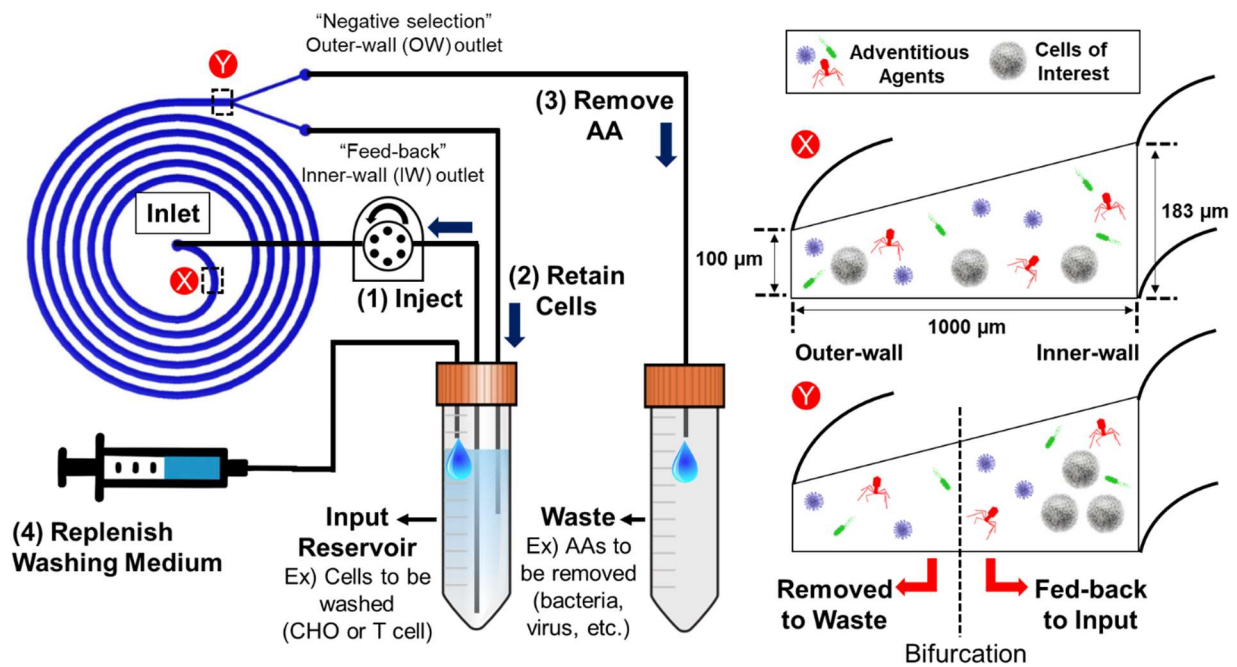 “Negative selection”
Outer-wall (OW) outlet
Y
(3) Remove
AA
“Feed-back”
Inner-wall (IW) outlet
Inlet
X
(1) Inject
(2) Retain
Cells
(4) Replenish
Washing Medium
Input
Reservoir
Ex) Cells to be
washed
(CHO or T cell)
Waste
Ex) AAs to
be removed
(bacteria,
virus, etc.)
Adventitious
Agents
Cells of
Interest
X
100 μm
183 μm
1000 μm
Outer-wall
Inner-wall
Y
Removed
to Waste
Fed-back
to Input
Bifurcation